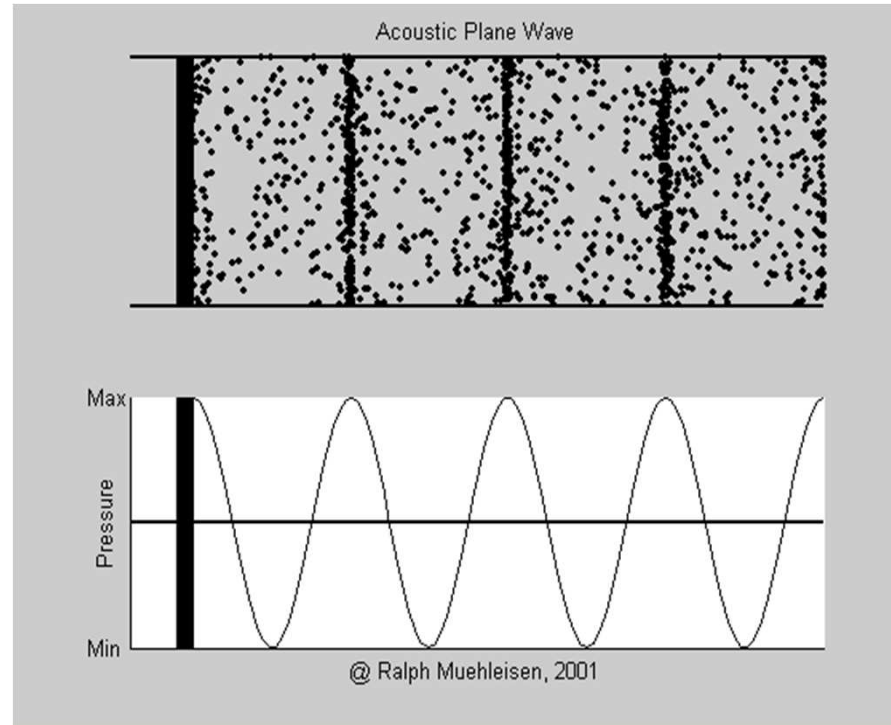 Acoustic Plane Wave
Max
Pressure
Min
@ Ralph Muehleisen, 2001